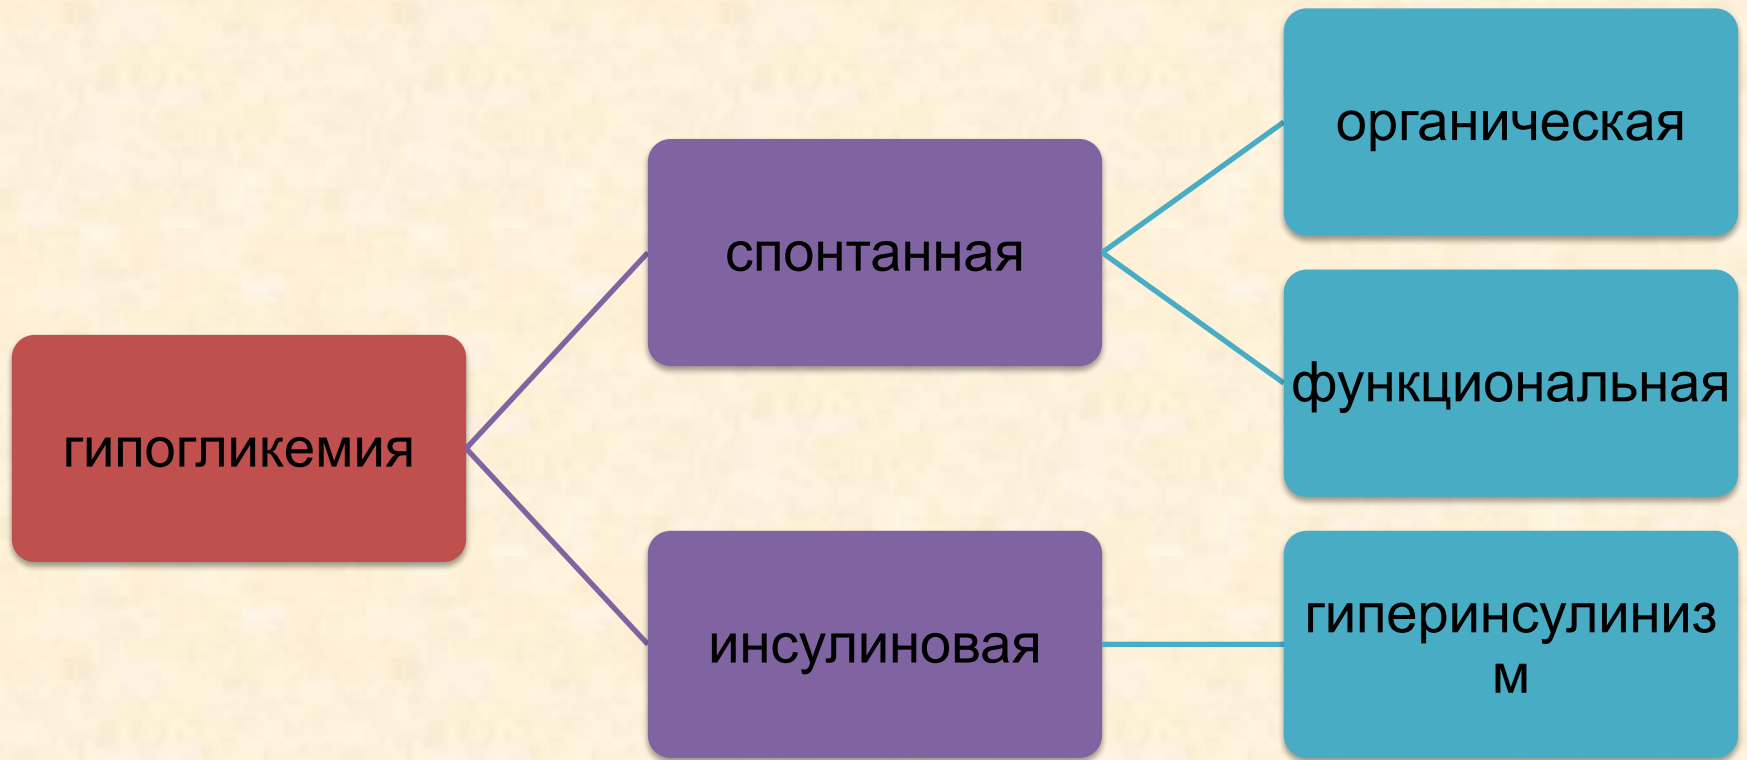 гипогликемия
спонтанная
инсулиновая
органическая
функциональная
гиперинсулиниз
м